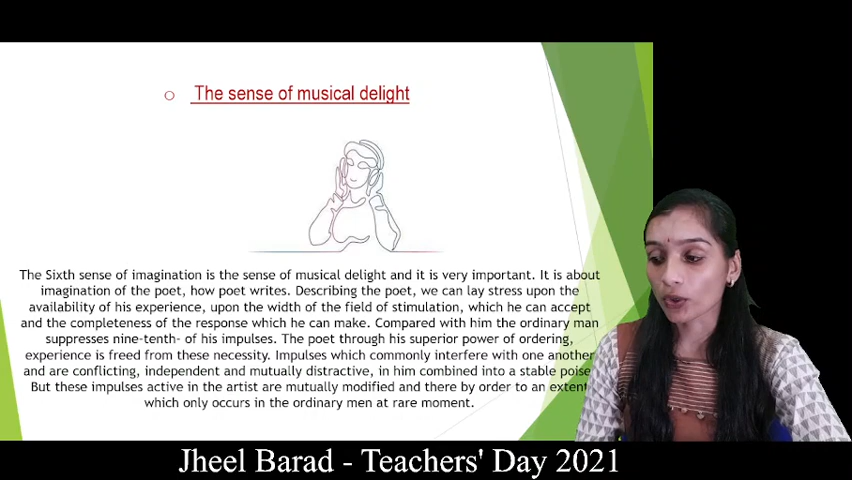 The sense of musical delight
The Sixth sense of imagination is the sense of musical delight and it is very important. It is about
imagination of the poet, how poet writes. Describing the poet, we can lay stress upon the
availability of his experience, upon the width of the field of stimulation, which he can accept
and the completeness of the response which he can make. Compared with him the ordinary man
suppresses nine-tenth- of his impulses. The poet through his superior power of ordering,
experience is freed from these necessity. Impulses which commonly interfere with one another
and are conflicting, independent and mutually distractive, in him combined into a stable poise
But these impulses active in the artist are mutually modified and there by order to an extent
which only occurs in the ordinary men at rare moment.
Jheel Barad - Teachers' Day 2021